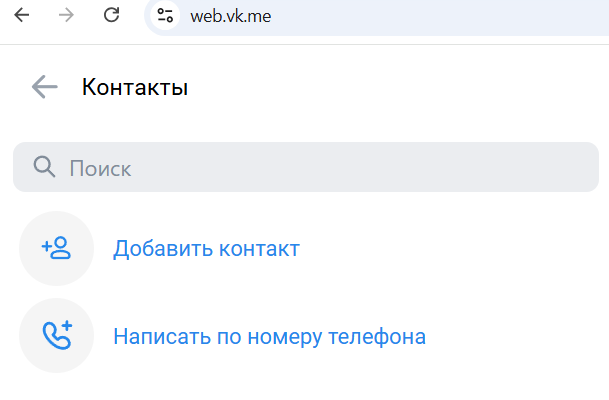 web.vk.me
Контакты
Поиск
Добавить контакт
Написать по номеру телефона